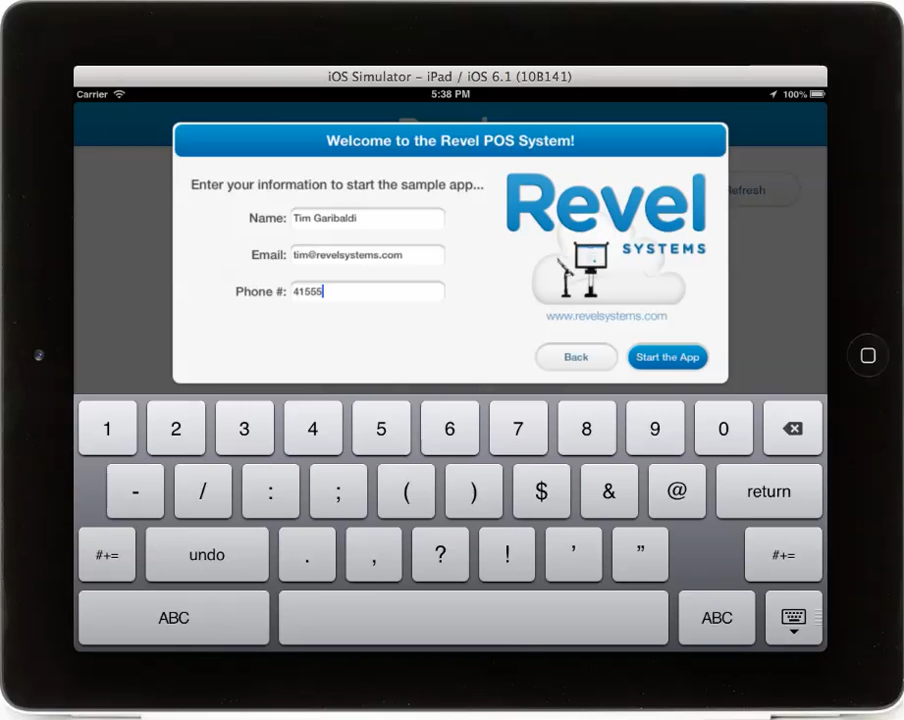 iOS Simulator - iPad / iOS 6.1 (10B141)
Carrier 5:38 PM 100%
Welcome to the Revel POS System!
Enter your information to start the sample app...
Name: Tim Garibaldi
Email: tim@revelsystems.com
Phone #: 41555
Revel
SYSTEMS
www.revelsystems.com
Refresh
Back Start the App
1 2 3 4 5 6 7 8 9 0
- / : ; ( ) $ & @ return
#+= undo . , ? ! ' " #+=
ABC ABC